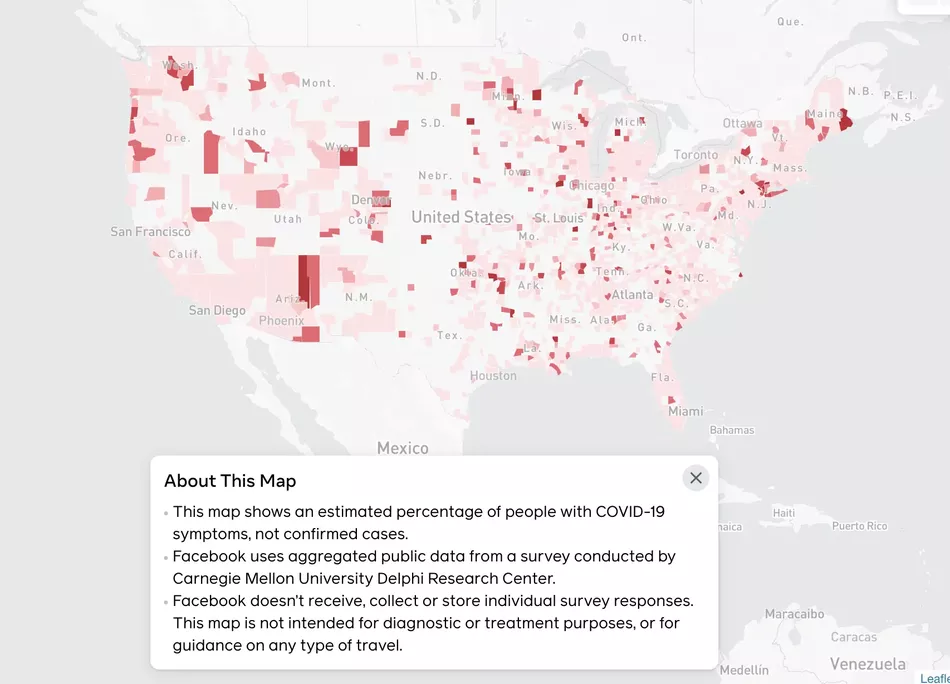 Que.
Ont.
Wash.
Mont.
N.D.
Minn.
N.B.
P.E.I.
Maine
N.S.
Ore.
Idaho
S.D.
Wis.
Mich.
Ottawa
Vt.
Wyo.
Toronto
N.Y.
Mass.
Nebr.
Iowa
Chicago
Pa.
Nev.
Utah
Denver
Colo.
United States
St. Louis
Ind.
Ohio
N.J.
Md.
San Francisco
Calif.
Mo.
Ky.
W.Va.
Va.
Okla.
Ark.
Tenn.
N.C.
San Diego
Ariz.
N.M.
Atlanta
S.C.
Phoenix
Tex.
Miss.
Ala.
Ga.
La.
Houston
Fla.
Miami
Bahamas
Mexico
About This Map
This map shows an estimated percentage of people with COVID-19
symptoms, not confirmed cases.
Facebook uses aggregated public data from a survey conducted by
Carnegie Mellon University Delphi Research Center.
Facebook doesn't receive, collect or store individual survey responses.
This map is not intended for diagnostic or treatment purposes, or for
guidance on any type of travel.
Haiti
maica
Puerto Rico
Maracaibo
Caracas
Venezuela
Medellín
Leafle